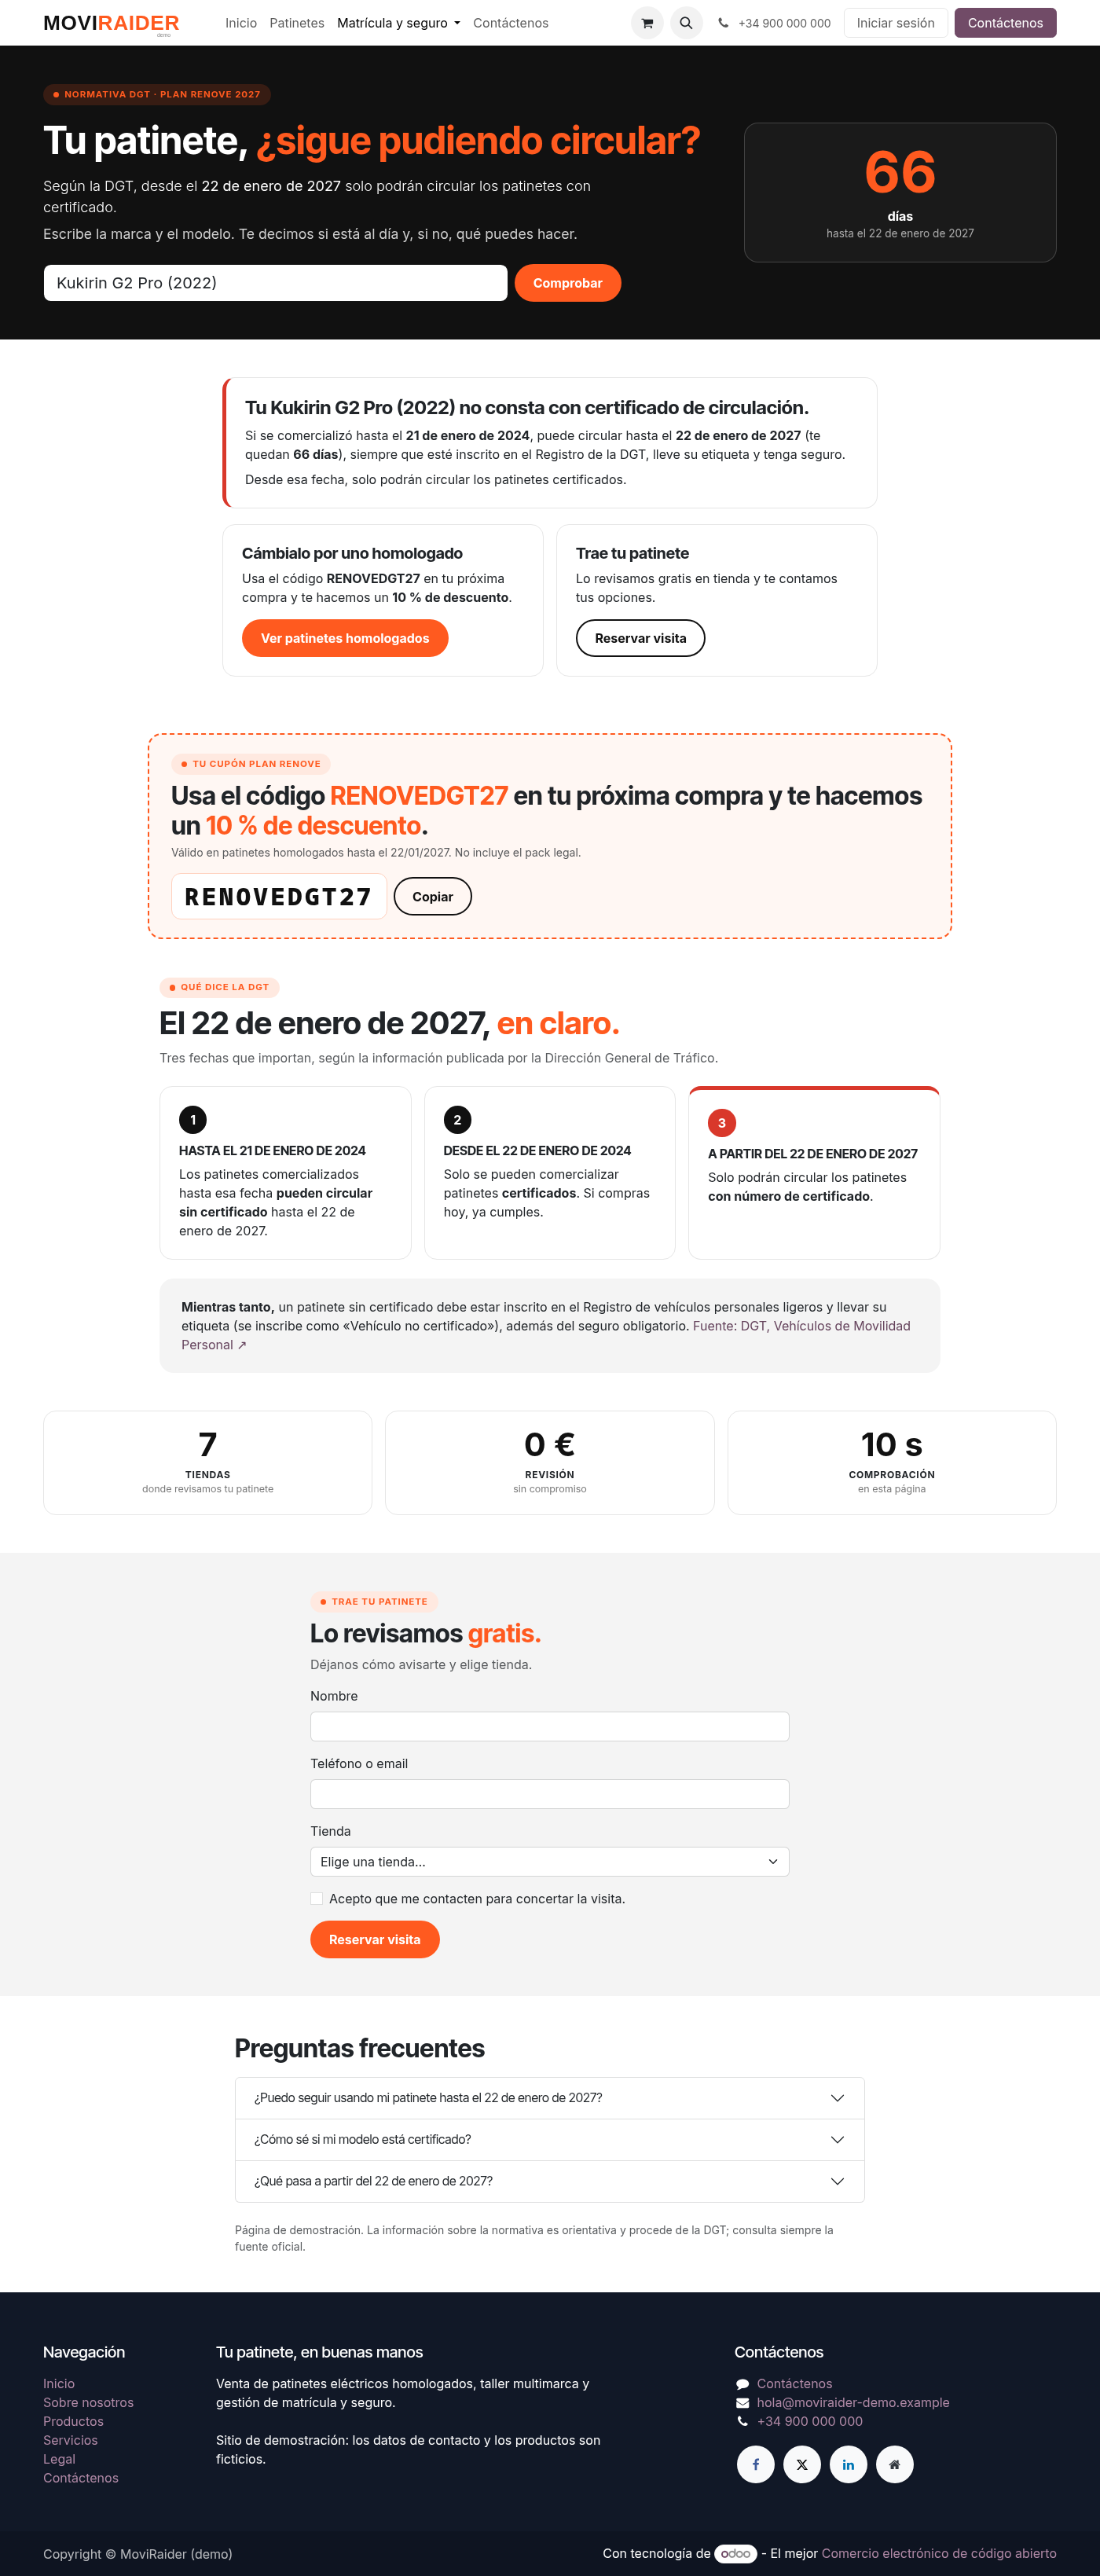 MOVIRAIDER
demo
Inicio
Patinetes
Matrícula y seguro
Contáctenos
+34 900 000 000
Iniciar sesión
Contáctenos
NORMATIVA DGT · PLAN RENOVE 2027
Tu patinete, ¿sigue pudiendo circular?
Según la DGT, desde el 22 de enero de 2027 solo podrán circular los patinetes con
certificado.
Escribe la marca y el modelo. Te decimos si está al día y, si no, qué puedes hacer.
Kukirin G2 Pro (2022)
Comprobar
66
días
hasta el 22 de enero de 2027
Tu Kukirin G2 Pro (2022) no consta con certificado de circulación.
Si se comercializó hasta el 21 de enero de 2024, puede circular hasta el 22 de enero de 2027 (te
quedan 66 días), siempre que esté inscrito en el Registro de la DGT, lleve su etiqueta y tenga seguro.
Desde esa fecha, solo podrán circular los patinetes certificados.
Cámbialo por uno homologado
Usa el código RENOVEDGT27 en tu próxima
compra y te hacemos un 10 % de descuento.
Ver patinetes homologados
Trae tu patinete
Lo revisamos gratis en tienda y te contamos
tus opciones.
Reservar visita
TU CUPÓN PLAN RENOVE
Usa el código RENOVEDGT27 en tu próxima compra y te hacemos
un 10 % de descuento.
Válido en patinetes homologados hasta el 22/01/2027. No incluye el pack legal.
RENOVEDGT27
Copiar
QUÉ DICE LA DGT
El 22 de enero de 2027, en claro.
Tres fechas que importan, según la información publicada por la Dirección General de Tráfico.
1
HASTA EL 21 DE ENERO DE 2024
Los patinetes comercializados
hasta esa fecha pueden circular
sin certificado hasta el 22 de
enero de 2027.
2
DESDE EL 22 DE ENERO DE 2024
Solo se pueden comercializar
patinetes certificados. Si compras
hoy, ya cumples.
3
A PARTIR DEL 22 DE ENERO DE 2027
Solo podrán circular los patinetes
con número de certificado.
Mientras tanto, un patinete sin certificado debe estar inscrito en el Registro de vehículos personales ligeros y llevar su
etiqueta (se inscribe como «Vehículo no certificado»), además del seguro obligatorio. Fuente: DGT, Vehículos de Movilidad
Personal ↗
7
TIENDAS
donde revisamos tu patinete
0 €
REVISIÓN
sin compromiso
10 s
COMPROBACIÓN
en esta página
TRAE TU PATINETE
Lo revisamos gratis.
Déjanos cómo avisarte y elige tienda.
Nombre
Teléfono o email
Tienda
Elige una tienda...
Acepto que me contacten para concertar la visita.
Reservar visita
Preguntas frecuentes
¿Puedo seguir usando mi patinete hasta el 22 de enero de 2027?
¿Cómo sé si mi modelo está certificado?
¿Qué pasa a partir del 22 de enero de 2027?
Página de demostración. La información sobre la normativa es orientativa y procede de la DGT; consulta siempre la
fuente oficial.
Navegación
Inicio
Sobre nosotros
Productos
Servicios
Legal
Contáctenos
Tu patinete, en buenas manos
Venta de patinetes eléctricos homologados, taller multimarca y
gestión de matrícula y seguro.
Sitio de demostración: los datos de contacto y los productos son
ficticios.
Contáctenos
Contáctenos
hola@moviraider-demo.example
+34 900 000 000
Copyright © MoviRaider (demo)
Con tecnología de odoo - El mejor Comercio electrónico de código abierto